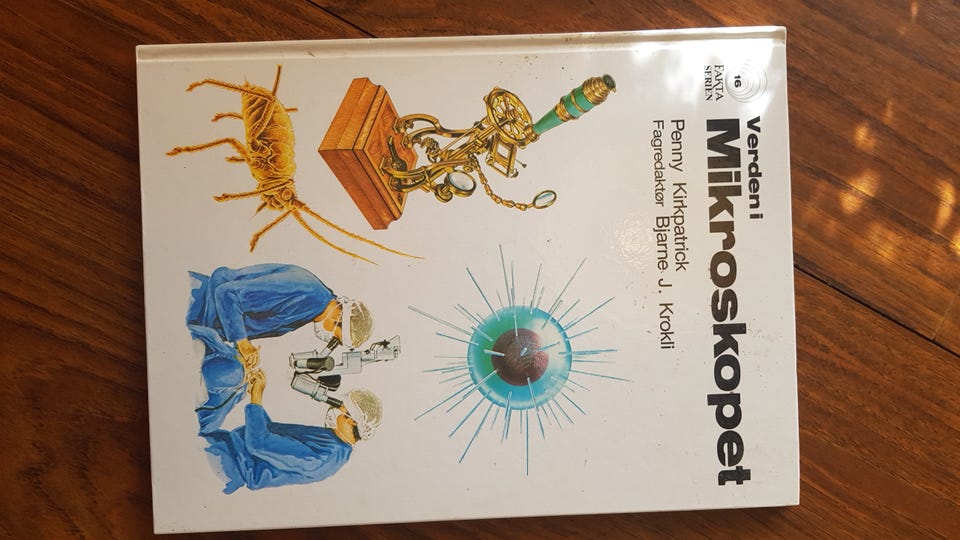 16
FAKTA
SERIEN
Verden i
Mikroskopet
Penny Kirkpatrick
Fagredaktør Bjarne J. Krokli